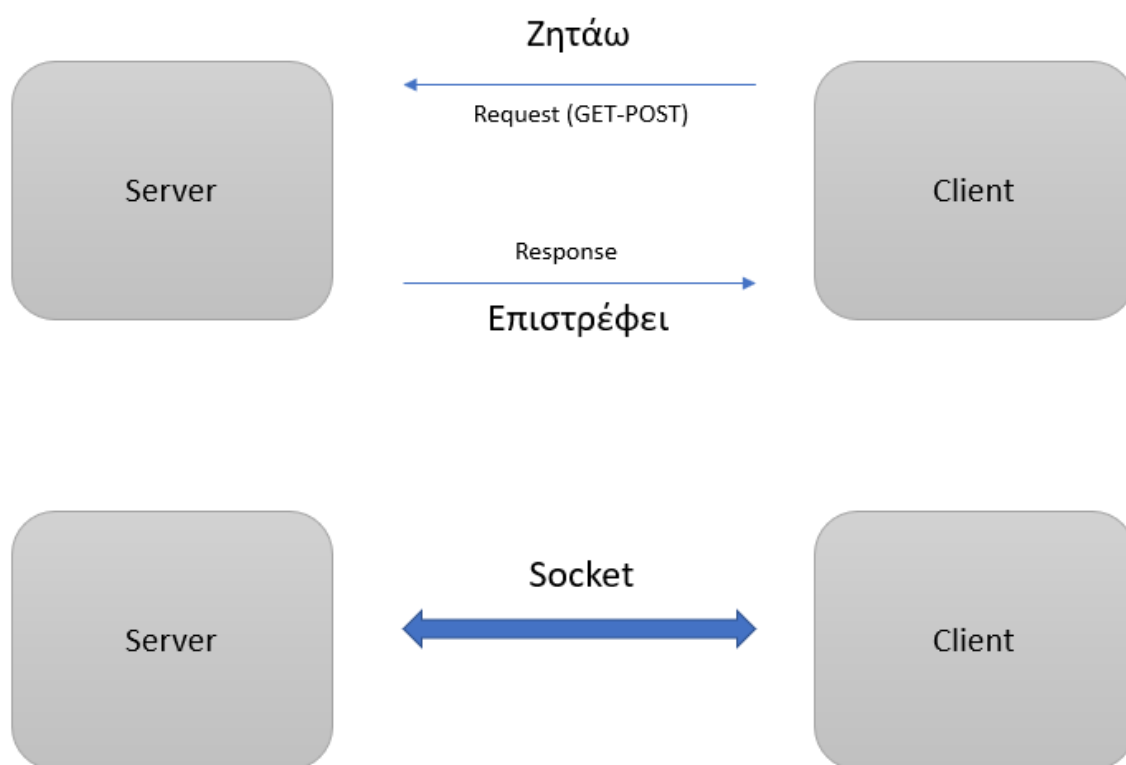 Ζητάω
Request (GET-POST)
Server
Client
Response
Επιστρέφει
Socket
Server
Client